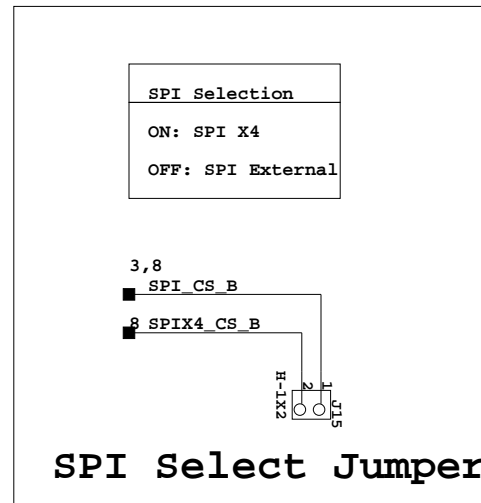 SPI Selection
ON: SPI X4
OFF: SPI External
3,8
SPI_CS_B
8 SPIX4_CS_B
H-1X2
2
1
J15
SPI Select Jumper